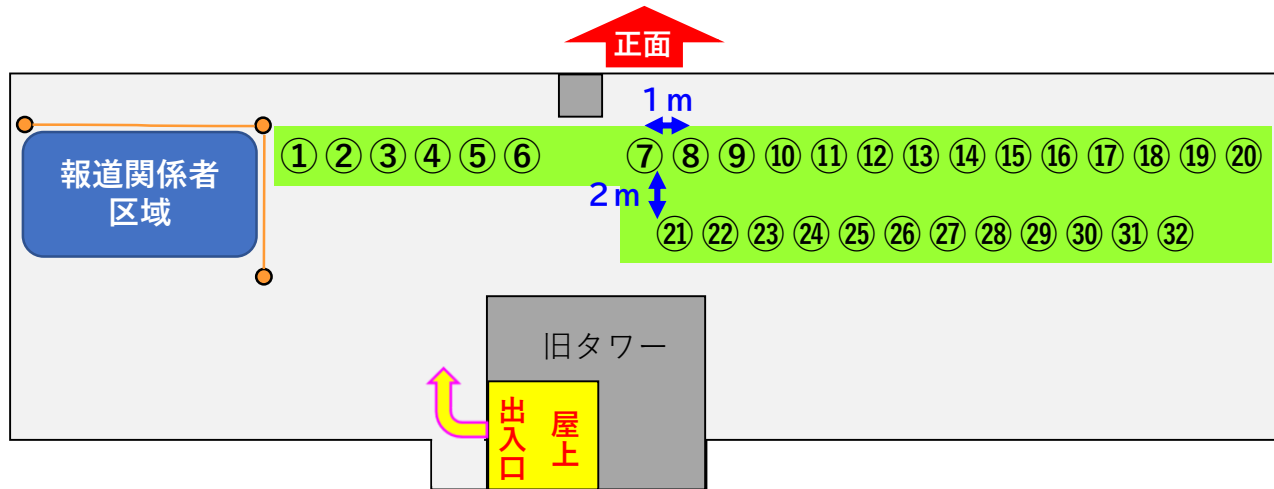 正面
1m
①②③④⑤⑥ ⑦⑧⑨⑩⑪⑫⑬⑭⑮⑯⑰⑱⑲⑳
報道関係者
区域
2m
㉑㉒㉓㉔㉕㉖㉗㉘㉙㉚㉛㉜
旧タワー
出入口
屋上